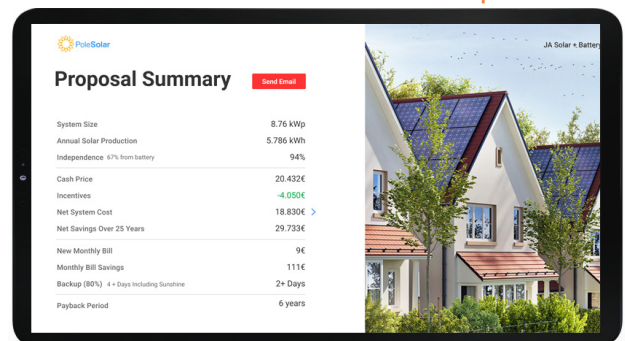 PoleSolar
JA Solar + Battery
Proposal Summary
Send Email
System Size 8.76 kWp
Annual Solar Production 5.786 kWh
Independence 67% from battery 94%
Cash Price 20.432€
Incentives -4.050€
Net System Cost 18.830€ >
Net Savings Over 25 Years 29.733€
New Monthly Bill 9€
Monthly Bill Savings 111€
Backup (80%) 4 + Days Including Sunshine 2+ Days
Payback Period 6 years